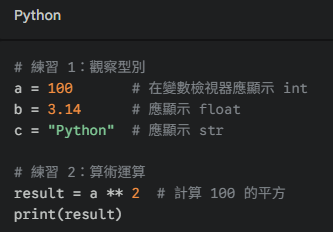 Python
# 練習 1：觀察型別
a = 100       # 在變數檢視器應顯示 int
b = 3.14      # 應顯示 float
c = "Python"  # 應顯示 str
# 練習 2：算術運算
result = a ** 2  # 計算 100 的平方
print(result)